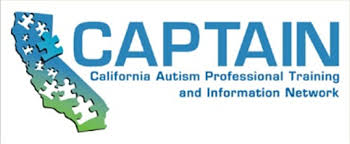 CAPTAIN
California Autism Professional Training
and Information Network